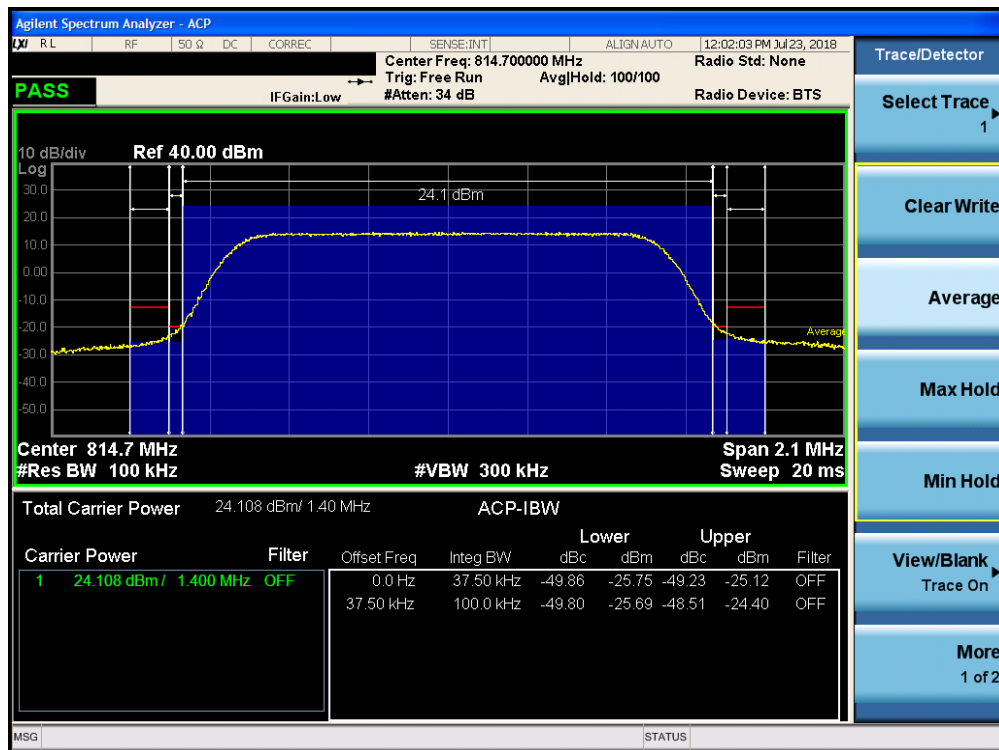 Agilent Spectrum Analyzer - ACP
LXI RL RF 50 Ω DC CORREC SENSE:INT ALIGN AUTO 12:02:03 PM Jul 23, 2018
Center Freq: 814.700000 MHz Radio Std: None
Trig: Free Run Avg|Hold: 100/100
PASS IFGain:Low #Atten: 34 dB Radio Device: BTS
10 dB/div Ref 40.00 dBm
Log
30.0
24.1 dBm
20.0
10.0
0.00
-10.0
-20.0
Average
-30.0
-40.0
-50.0
Center 814.7 MHz Span 2.1 MHz
#Res BW 100 kHz #VBW 300 kHz Sweep 20 ms
Total Carrier Power 24.108 dBm/ 1.40 MHz ACP-IBW
Lower Upper
Carrier Power Filter Offset Freq Integ BW dBc dBm dBc dBm Filter
1 24.108 dBm / 1.400 MHz OFF 0.0 Hz 37.50 kHz -49.86 -25.75 -49.23 -25.12 OFF
37.50 kHz 100.0 kHz -49.80 -25.69 -48.51 -24.40 OFF
MSG STATUS
Trace/Detector
Select Trace
1
Clear Write
Average
Max Hold
Min Hold
View/Blank
Trace On
More
1 of 2